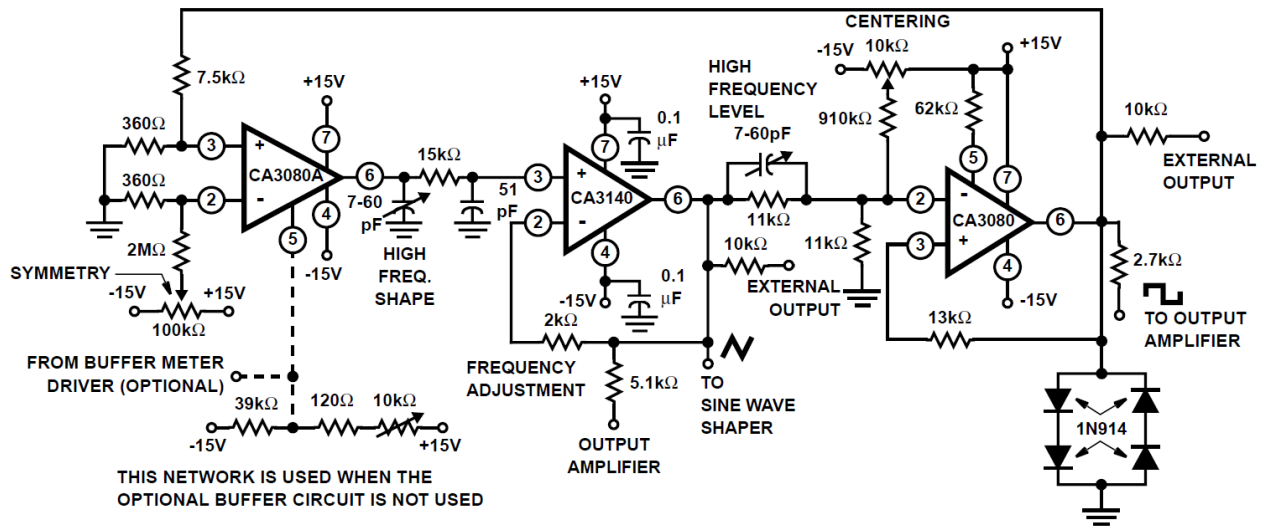 CENTERING
-15V
10kΩ
+15V
7.5kΩ
+15V
+15V
0.1
μF
HIGH
FREQUENCY
LEVEL
7-60pF
910kΩ
62kΩ
10kΩ
EXTERNAL
OUTPUT
360Ω
3
+
7
CA3080A
6
15kΩ
7
3
+
CA3140
6
5
7
360Ω
2
-
4
5
7-60
pF
51
pF
2
-
4
11kΩ
2
-
CA3080
6
3
+
4
11kΩ
2MΩ
-15V
HIGH
FREQ.
SHAPE
10kΩ
EXTERNAL
OUTPUT
-15V
0.1
μF
-15V
2.7kΩ
TO OUTPUT
AMPLIFIER
SYMMETRY
-15V
+15V
100kΩ
2kΩ
13kΩ
FROM BUFFER METER
DRIVER (OPTIONAL)
FREQUENCY
ADJUSTMENT
5.1kΩ
TO
SINE WAVE
SHAPER
39kΩ
120Ω
10kΩ
-15V
+15V
OUTPUT
AMPLIFIER
1N914
THIS NETWORK IS USED WHEN THE
OPTIONAL BUFFER CIRCUIT IS NOT USED